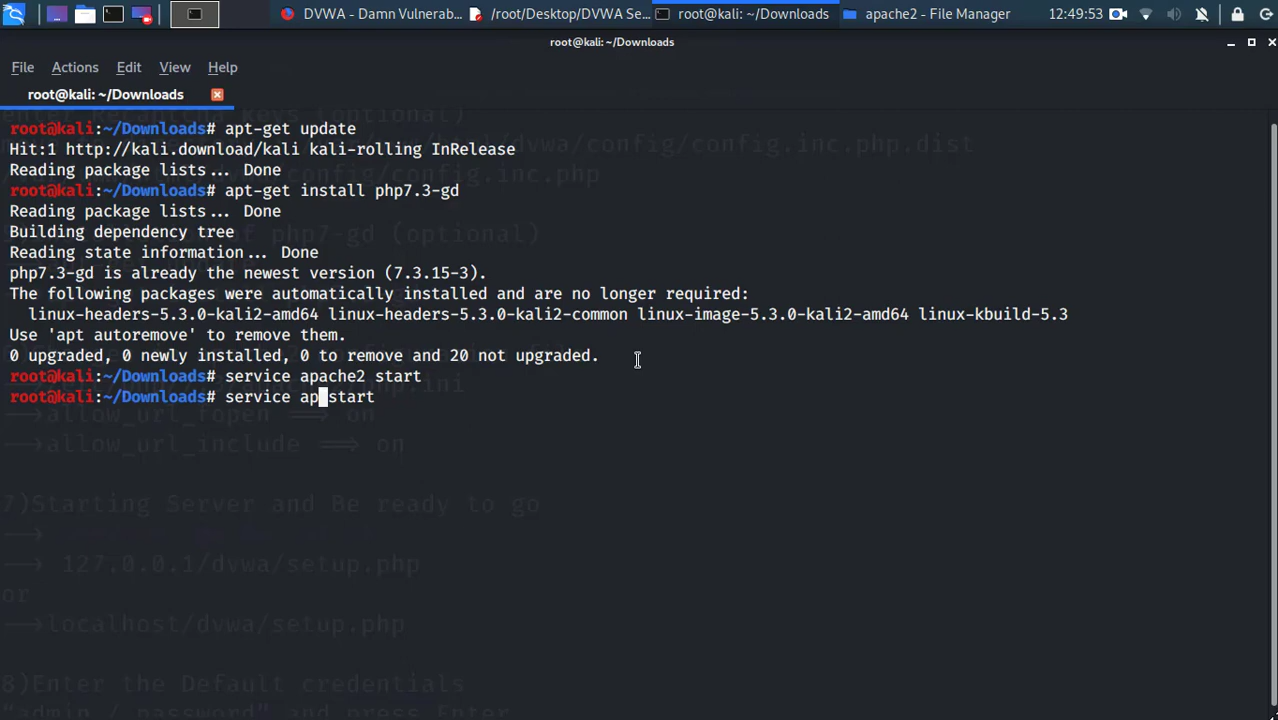 DVWA - Damn Vulnerab...
/root/Desktop/DVWA Se...
root@kali: ~/Downloads
apache2 - File Manager
12:49:53
root@kali: ~/Downloads
File Actions Edit View Help
root@kali: ~/Downloads
enter Recaptcha keys (optional)
root@kali:~/Downloads# apt-get update
/html/dvwa/config/config.inc.php.dist
Hit:1 http://kali.download/kali kali-rolling InRelease
Reading package lists... Done
/config/config.inc.php
root@kali:~/Downloads# apt-get install php7.3-gd
Reading package lists... Done
Building dependency tree
of php7-gd (optional)
Reading state information... Done
php7.3-gd is already the newest version (7.3.15-3).
The following packages were automatically installed and are no longer required:
linux-headers-5.3.0-kali2-amd64 linux-headers-5.3.0-kali2-common linux-image-5.3.0-kali2-amd64 linux-kbuild-5.3
Use 'apt autoremove' to remove them.
0 upgraded, 0 newly installed, 0 to remove and 20 not upgraded.
root@kali:~/Downloads# service apache2 start
root@kali:~/Downloads# service ap start
-->allow_url_fopen ==> on
-->allow_url_include ==> on
7)Starting Server and Be ready to go
-->
--> 127.0.0.1/dvwa/setup.php
or
-->localhost/dvwa/setup.php
8)Enter the Default credentials
"admin / password" and press Enter